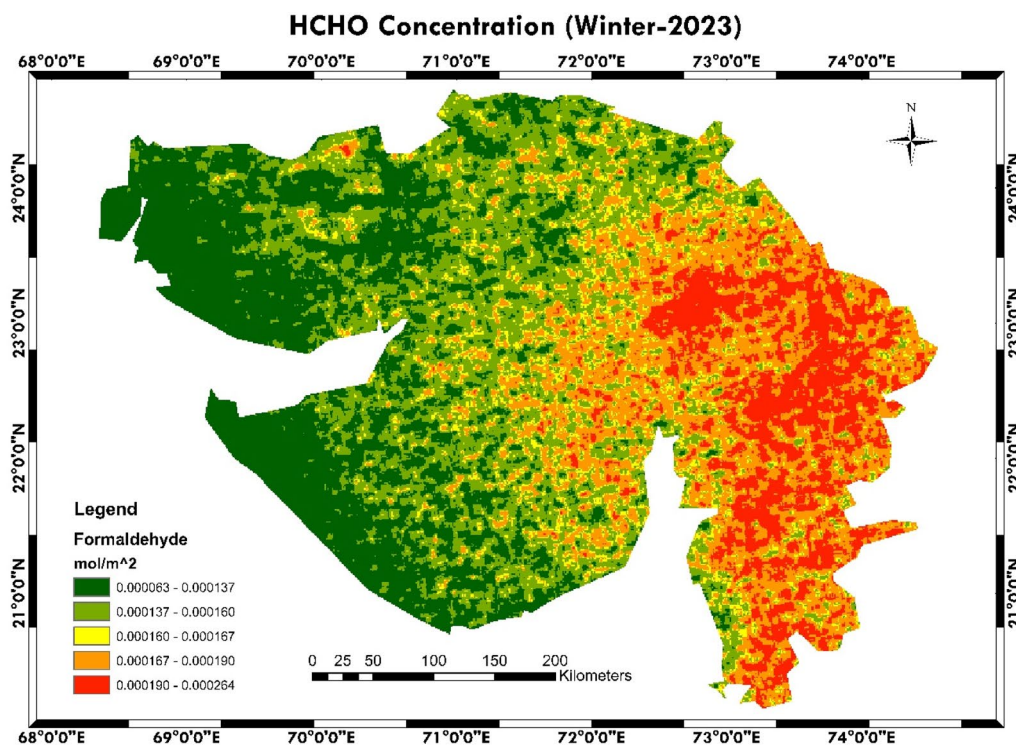 HCHO Concentration (Winter-2023)
68°0'0"E 69°0'0"E 70°0'0"E 71°0'0"E 72°0'0"E 73°0'0"E 74°0'0"E
N
24°0'0"N 24°0'0"N
23°0'0"N 23°0'0"N
22°0'0"N 22°0'0"N
21°0'0"N 21°0'0"N
Legend
Formaldehyde
mol/m^2
0.000063 - 0.000137
0.000137 - 0.000160
0.000160 - 0.000167
0.000167 - 0.000190
0.000190 - 0.000264
0 25 50 100 150 200
Kilometers
68°0'0"E 69°0'0"E 70°0'0"E 71°0'0"E 72°0'0"E 73°0'0"E 74°0'0"E